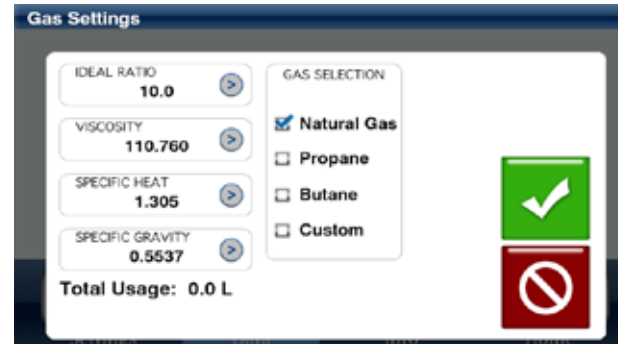 Gas Settings
IDEAL RATIO
10.0
VISCOSITY
110.760
SPECIFIC HEAT
1.305
SPECIFIC GRAVITY
0.5537
Total Usage: 0.0 L
GAS SELECTION
Natural Gas
Propane
Butane
Custom